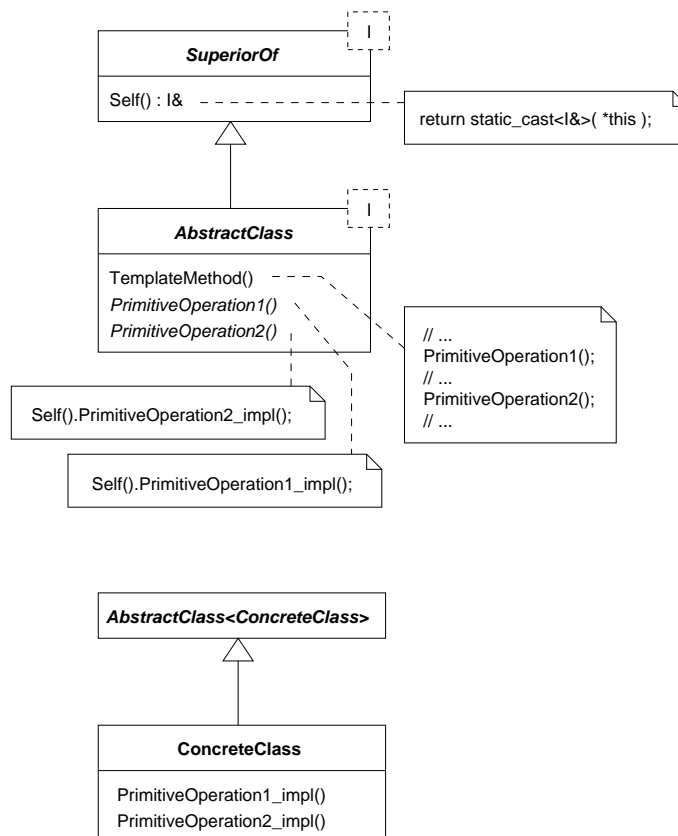 I
SuperiorOf
Self() : I&
return static_cast<I&>( *this );
I
AbstractClass
TemplateMethod()
PrimitiveOperation1()
PrimitiveOperation2()
// ...
PrimitiveOperation1();
// ...
PrimitiveOperation2();
// ...
Self().PrimitiveOperation2_impl();
Self().PrimitiveOperation1_impl();
AbstractClass<ConcreteClass>
ConcreteClass
PrimitiveOperation1_impl()
PrimitiveOperation2_impl()